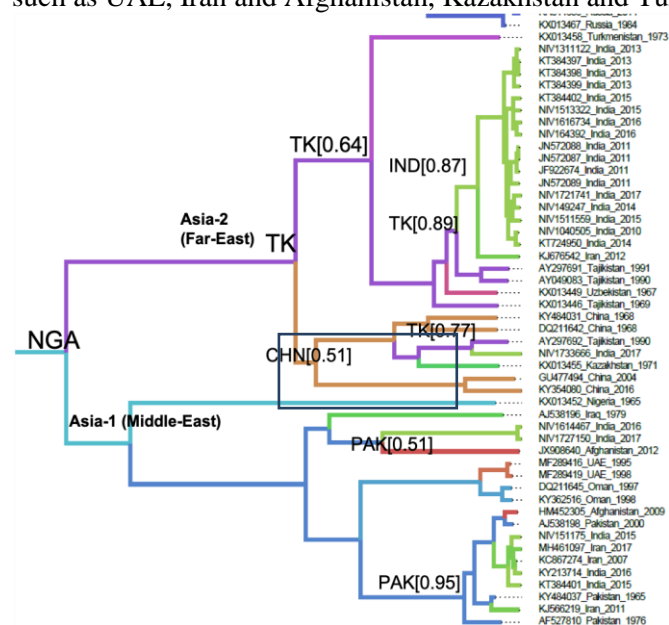 such as UAE, Iran and Afghanistan, Kazakhstan and Tu
KX013467_Russia_1984
KX013458_Turkmenistan_1973
NIV1311122_India_2013
KT384397_India_2013
KT384398_India_2013
KT384399_India_2013
KT384402_India_2015
NIV1513322_India_2015
NIV1616734_India_2016
NIV164392_India_2016
TK[0.64]
JN572088_India_2011
JN572087_India_2011
IND[0.87]
JF922674_India_2011
JN572089_India_2011
NIV1721741_India_2017
NIV149247_India_2014
Asia-2
(Far-East)
TK[0.89]
NIV1511559_India_2015
NIV1040505_India_2010
TK
KT724950_India_2014
KJ676542_Iran_2012
AY297691_Tajikistan_1991
AY049083_Tajikistan_1990
KX013449_Uzbekistan_1967
KX013446_Tajikistan_1969
KY484031_China_1968
TK[0.77]
DQ211642_China_1968
NGA
AY297692_Tajikistan_1990
CHN[0.51]
NIV1733666_India_2017
KX013455_Kazakhstan_1971
GU477494_China_2004
KY354080_China_2016
KX013452_Nigeria_1965
Asia-1 (Middle-East)
AJ538196_Iraq_1979
NIV1614467_India_2016
NIV1727150_India_2017
PAK[0.51]
JX908640_Afghanistan_2012
MF289416_UAE_1995
MF289419_UAE_1998
DQ211645_Oman_1997
KY362516_Oman_1998
HM452305_Afghanistan_2009
AJ538198_Pakistan_2000
NIV151175_India_2015
MH461097_Iran_2017
KC867274_Iran_2007
KY213714_India_2016
PAK[0.95]
KT384401_India_2015
KY484037_Pakistan_1965
KJ566219_Iran_2011
AF527810_Pakistan_1976